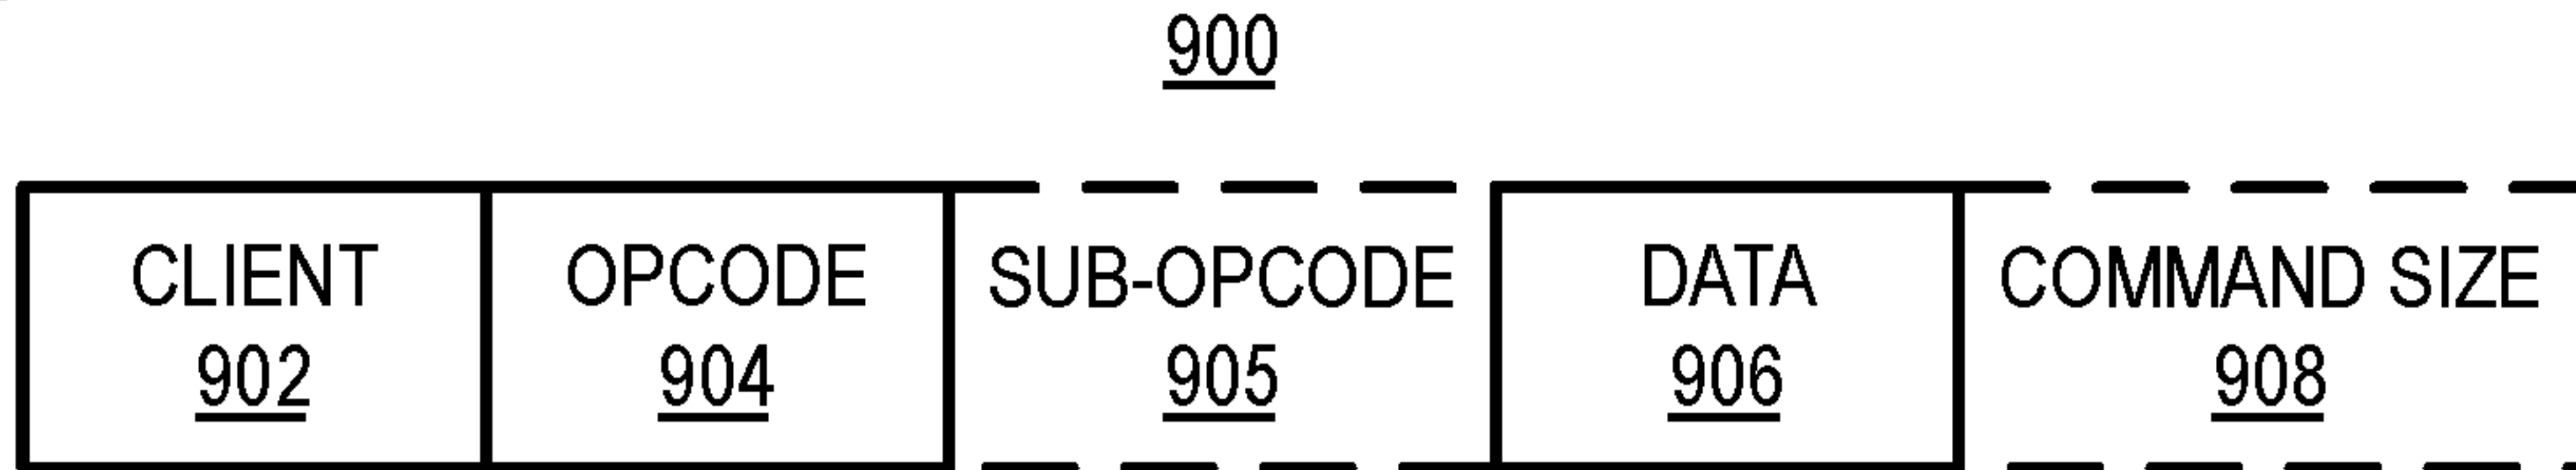 900
CLIENT OPCODE SUB-OPCODE DATA COMMAND SIZE
902 904 905 906 908